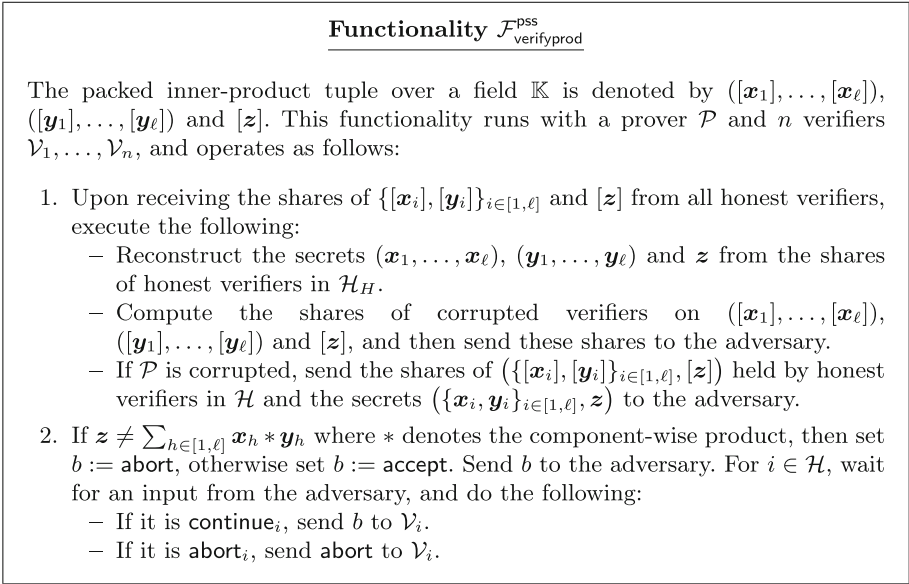 Functionality $\mathcal{F}_{\mathsf{verifyprod}}^{\mathsf{pss}}$
The packed inner-product tuple over a field $\mathbb{K}$ is denoted by $([\boldsymbol{x}_1], \ldots, [\boldsymbol{x}_\ell])$,
$([\boldsymbol{y}_1], \ldots, [\boldsymbol{y}_\ell])$ and $[\boldsymbol{z}]$. This functionality runs with a prover $\mathcal{P}$ and $n$ verifiers
$\mathcal{V}_1, \ldots, \mathcal{V}_n$, and operates as follows:
1. Upon receiving the shares of $\{[\boldsymbol{x}_i], [\boldsymbol{y}_i]\}_{i \in [1,\ell]}$ and $[\boldsymbol{z}]$ from all honest verifiers,
execute the following:
– Reconstruct the secrets $(\boldsymbol{x}_1, \ldots, \boldsymbol{x}_\ell)$, $(\boldsymbol{y}_1, \ldots, \boldsymbol{y}_\ell)$ and $\boldsymbol{z}$ from the shares
of honest verifiers in $\mathcal{H}_H$.
– Compute the shares of corrupted verifiers on $([\boldsymbol{x}_1], \ldots, [\boldsymbol{x}_\ell])$,
$([\boldsymbol{y}_1], \ldots, [\boldsymbol{y}_\ell])$ and $[\boldsymbol{z}]$, and then send these shares to the adversary.
– If $\mathcal{P}$ is corrupted, send the shares of $(\{[\boldsymbol{x}_i], [\boldsymbol{y}_i]\}_{i \in [1,\ell]}, [\boldsymbol{z}])$ held by honest
verifiers in $\mathcal{H}$ and the secrets $(\{\boldsymbol{x}_i, \boldsymbol{y}_i\}_{i \in [1,\ell]}, \boldsymbol{z})$ to the adversary.
2. If $\boldsymbol{z} \neq \sum_{h \in [1,\ell]} \boldsymbol{x}_h * \boldsymbol{y}_h$ where $*$ denotes the component-wise product, then set
$b := \mathsf{abort}$, otherwise set $b := \mathsf{accept}$. Send $b$ to the adversary. For $i \in \mathcal{H}$, wait
for an input from the adversary, and do the following:
– If it is $\mathsf{continue}_i$, send $b$ to $\mathcal{V}_i$.
– If it is $\mathsf{abort}_i$, send $\mathsf{abort}$ to $\mathcal{V}_i$.